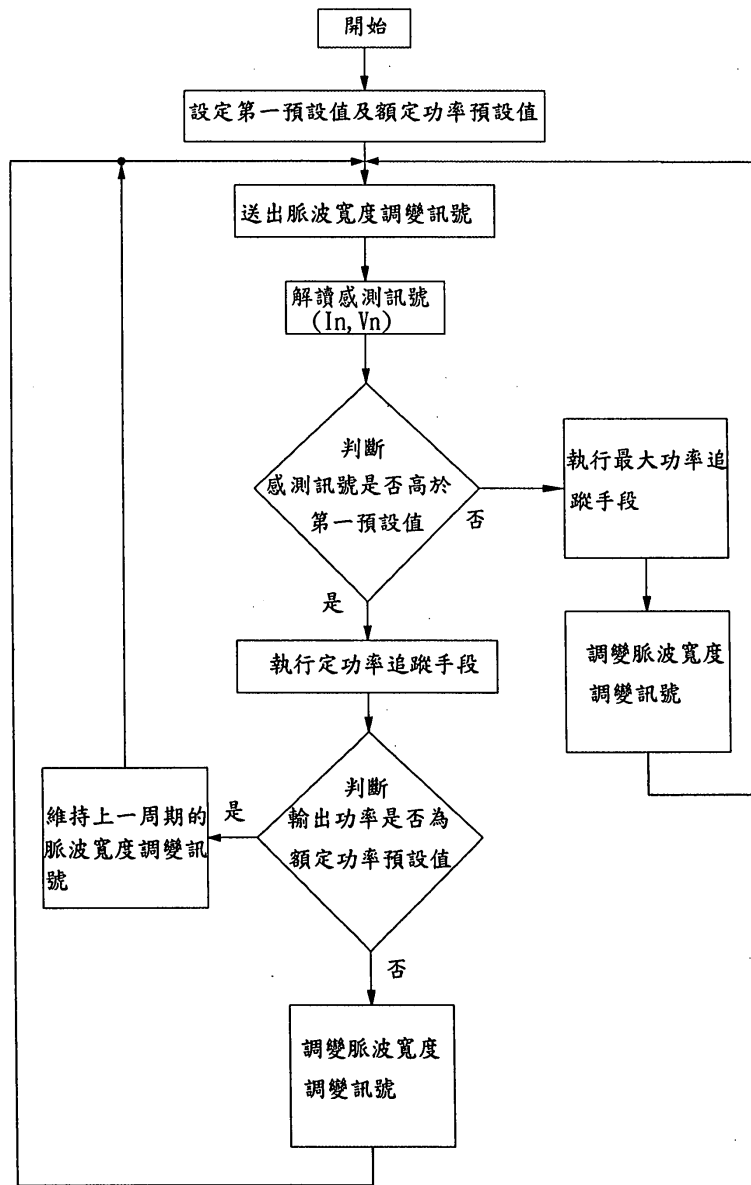 開始
設定第一預設值及額定功率預設值
送出脈波寬度調變訊號
解讀感測訊號
(In, Vn)
判斷
感測訊號是否高於
第一預設值
否
執行最大功率追
蹤手段
是
調變脈波寬度
調變訊號
執行定功率追蹤手段
判斷
輸出功率是否為
額定功率預設值
是
維持上一周期的
脈波寬度調變訊
號
否
調變脈波寬度
調變訊號